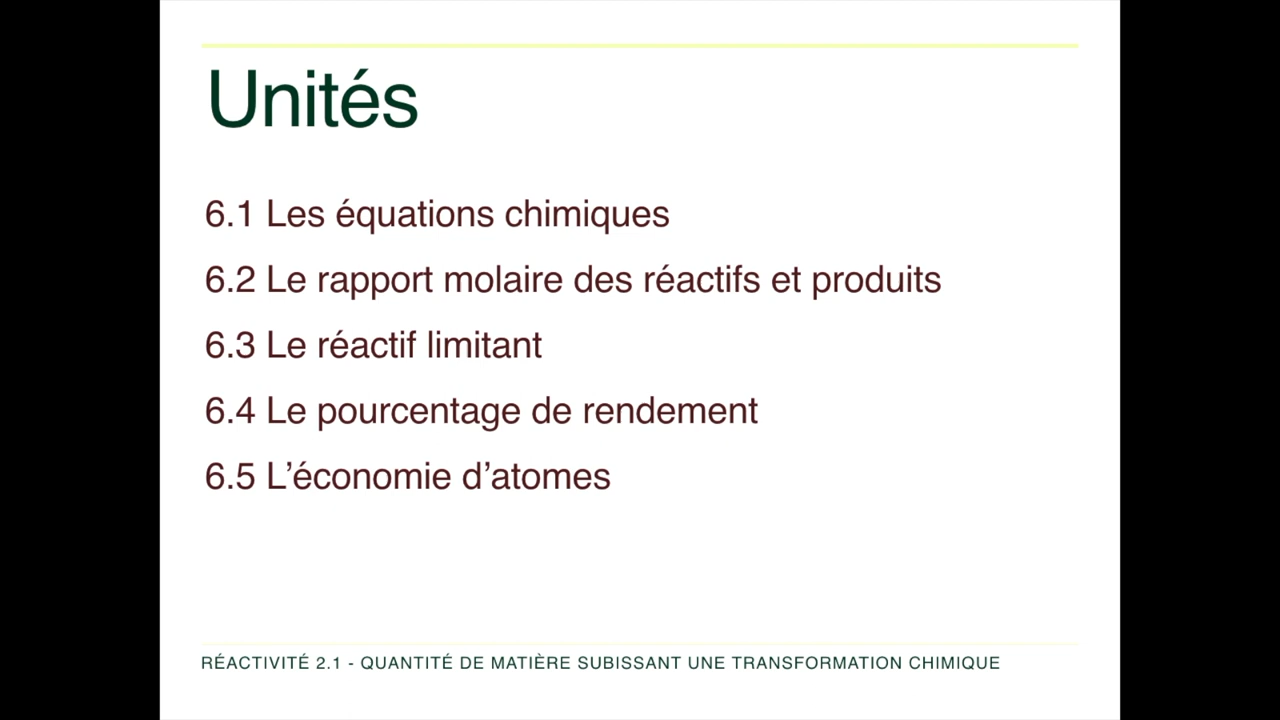 Unités
6.1 Les équations chimiques
6.2 Le rapport molaire des réactifs et produits
6.3 Le réactif limitant
6.4 Le pourcentage de rendement
6.5 L’économie d’atomes
RÉACTIVITÉ 2.1 - QUANTITÉ DE MATIÈRE SUBISSANT UNE TRANSFORMATION CHIMIQUE